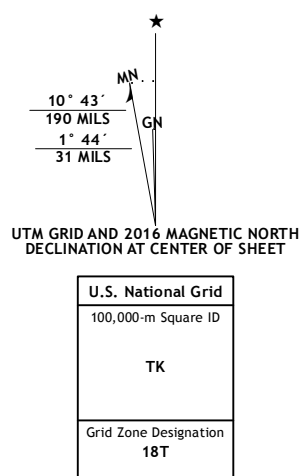 ★
MN
GN
10° 43´
190 MILS
1° 44´
31 MILS
UTM GRID AND 2016 MAGNETIC NORTH
DECLINATION AT CENTER OF SHEET
U.S. National Grid
100,000-m Square ID
TK
Grid Zone Designation
18T